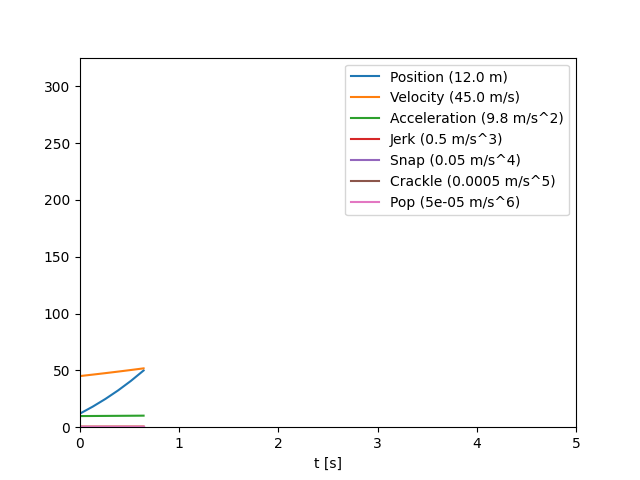 Position (12.0 m)
Velocity (45.0 m/s)
Acceleration (9.8 m/s^2)
Jerk (0.5 m/s^3)
Snap (0.05 m/s^4)
Crackle (0.0005 m/s^5)
Pop (5e-05 m/s^6)
300
250
200
150
100
50
0
0 1 2 3 4 5
t [s]